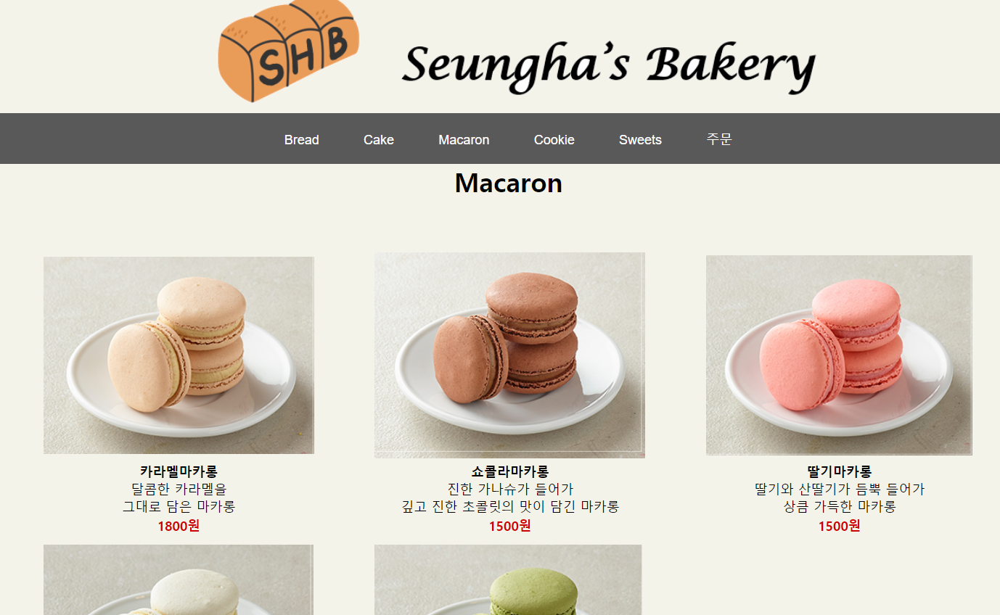 SHB
Seungha's Bakery
Bread Cake Macaron Cookie Sweets 주문
Macaron
카라멜마카롱
달콤한 카라멜을
그대로 담은 마카롱
1800원
쇼콜라마카롱
진한 가나슈가 들어가
깊고 진한 초콜릿의 맛이 담긴 마카롱
1500원
딸기마카롱
딸기와 산딸기가 듬뿍 들어가
상큼 가득한 마카롱
1500원